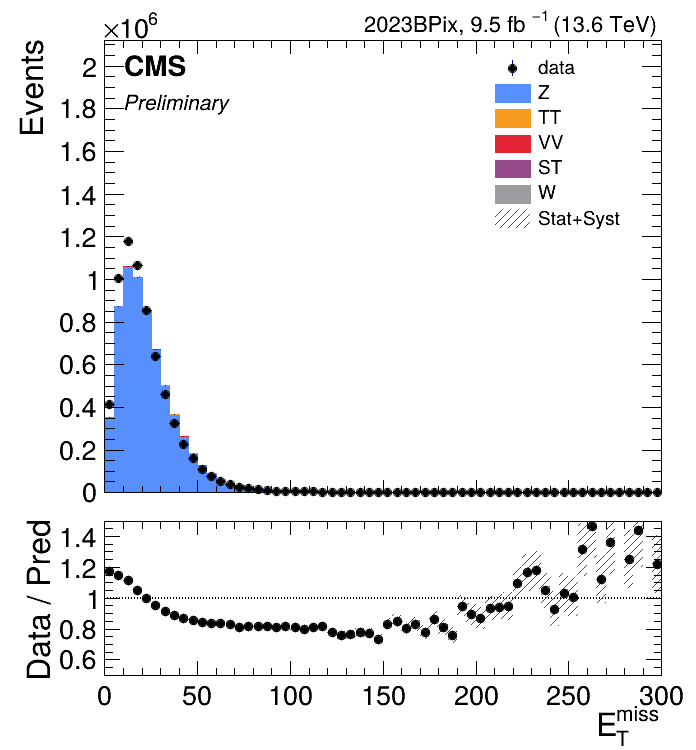 ×10⁶
2023BPix, 9.5 fb ⁻¹ (13.6 TeV)
Events
CMS
Preliminary
data
Z
TT
VV
ST
W
Stat+Syst
2
1.8
1.6
1.4
1.2
1
0.8
0.6
0.4
0.2
0
Data / Pred
1.4
1.2
1
0.8
0.6
0 50 100 150 200 250 300
E_T^miss